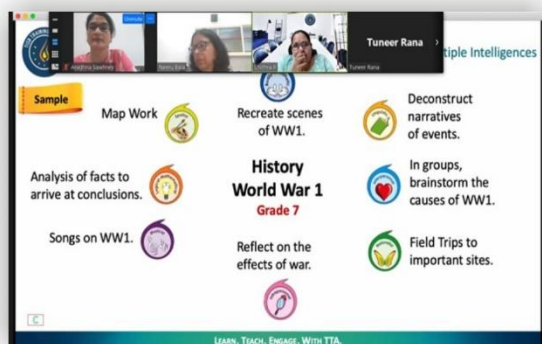 Tuneer Rana
Tuneer Rana
tiple Intelligences
Sample
Map Work
Recreate scenes
of WW1.
Deconstruct
narratives
of events.
Analysis of facts to
arrive at conclusions.
History
World War 1
Grade 7
In groups,
brainstorm the
causes of WW1.
Songs on WW1.
Reflect on the
effects of war.
Field Trips to
important sites.
C
LEARN. TEACH. ENGAGE. WITH TTA.